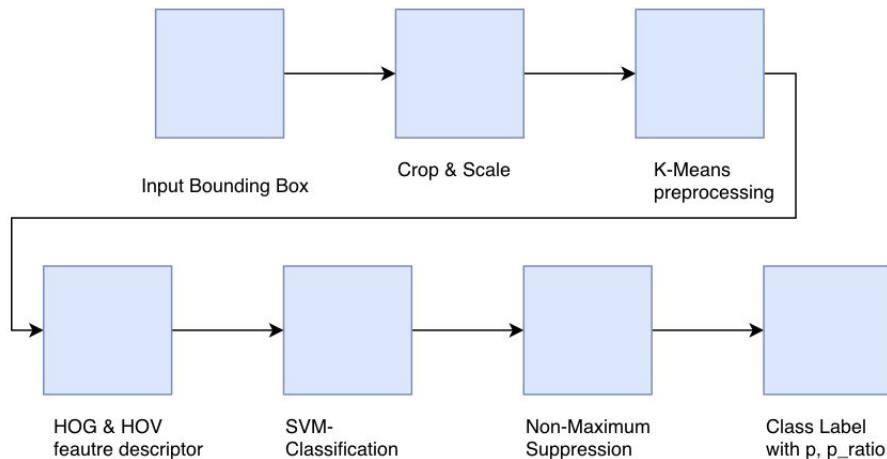 Input Bounding Box
Crop & Scale
K-Means
preprocessing
HOG & HOV
feautre descriptor
SVM-
Classification
Non-Maximum
Suppression
Class Label
with p, p_ratio